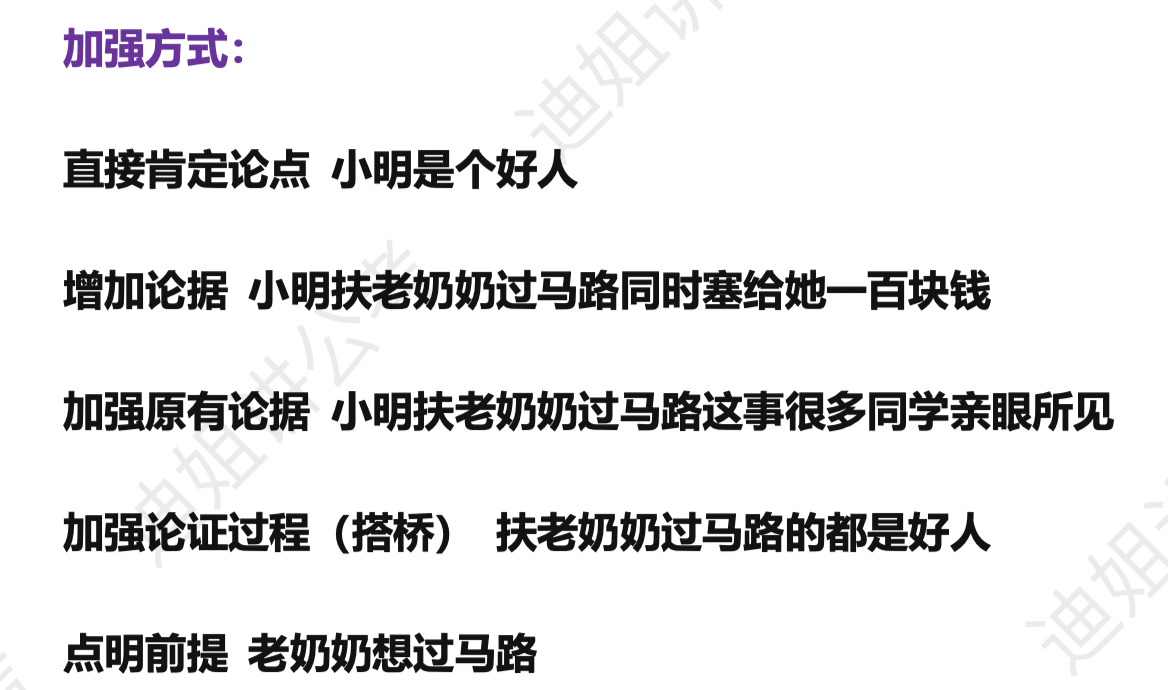 加强方式：
直接肯定论点 小明是个好人
增加论据 小明扶老奶奶过马路同时塞给她一百块钱
加强原有论据 小明扶老奶奶过马路这事很多同学亲眼所见
加强论证过程（搭桥） 扶老奶奶过马路的都是好人
点明前提 老奶奶想过马路
迪姐讲
迪姐讲公考
迪姐